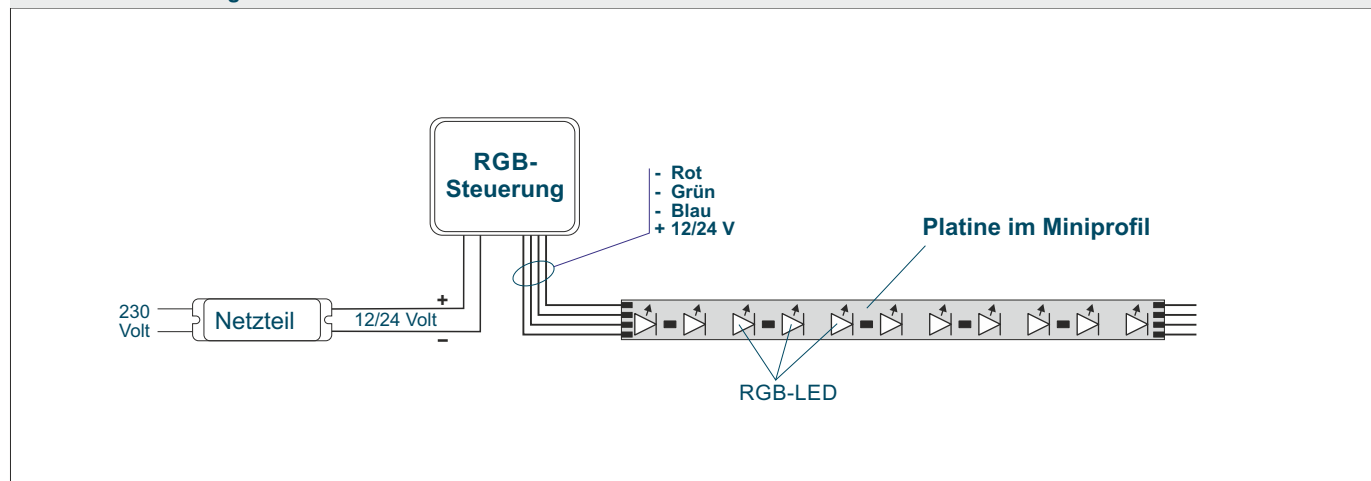 RGB-
Steuerung
- Rot
- Grün
- Blau
+ 12/24 V
Platine im Miniprofil
230
Volt
Netzteil
+
12/24 Volt
–
RGB-LED